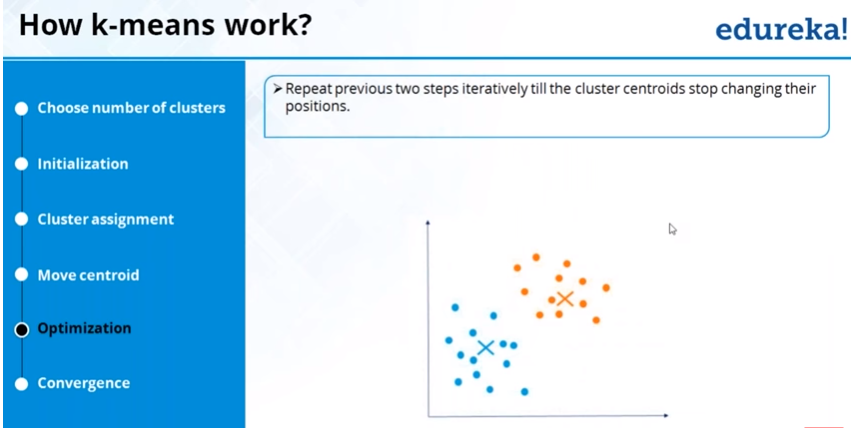 How k-means work?
edureka!
Choose number of clusters
Initialization
Cluster assignment
Move centroid
Optimization
Convergence
➤ Repeat previous two steps iteratively till the cluster centroids stop changing their
positions.